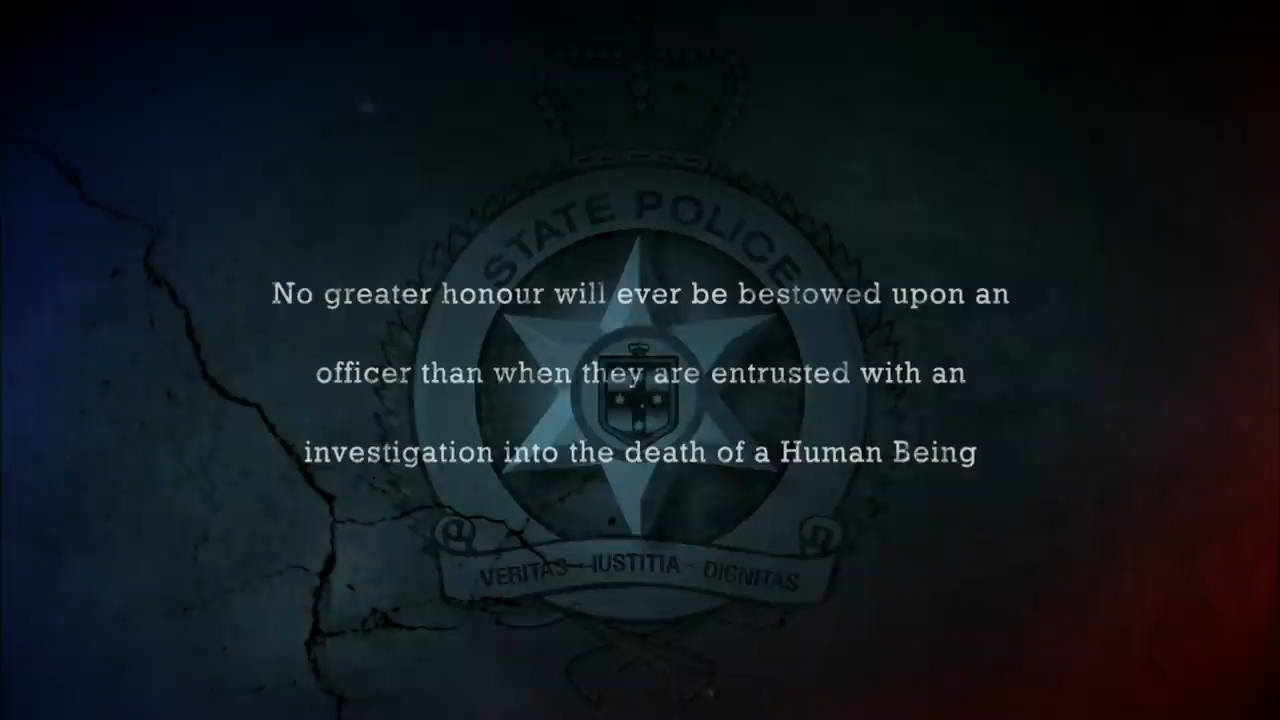 STATE POLICE
No greater honour will ever be bestowed upon an
officer than when they are entrusted with an
investigation into the death of a Human Being
VERITAS - IUSTITIA - DIGNITAS